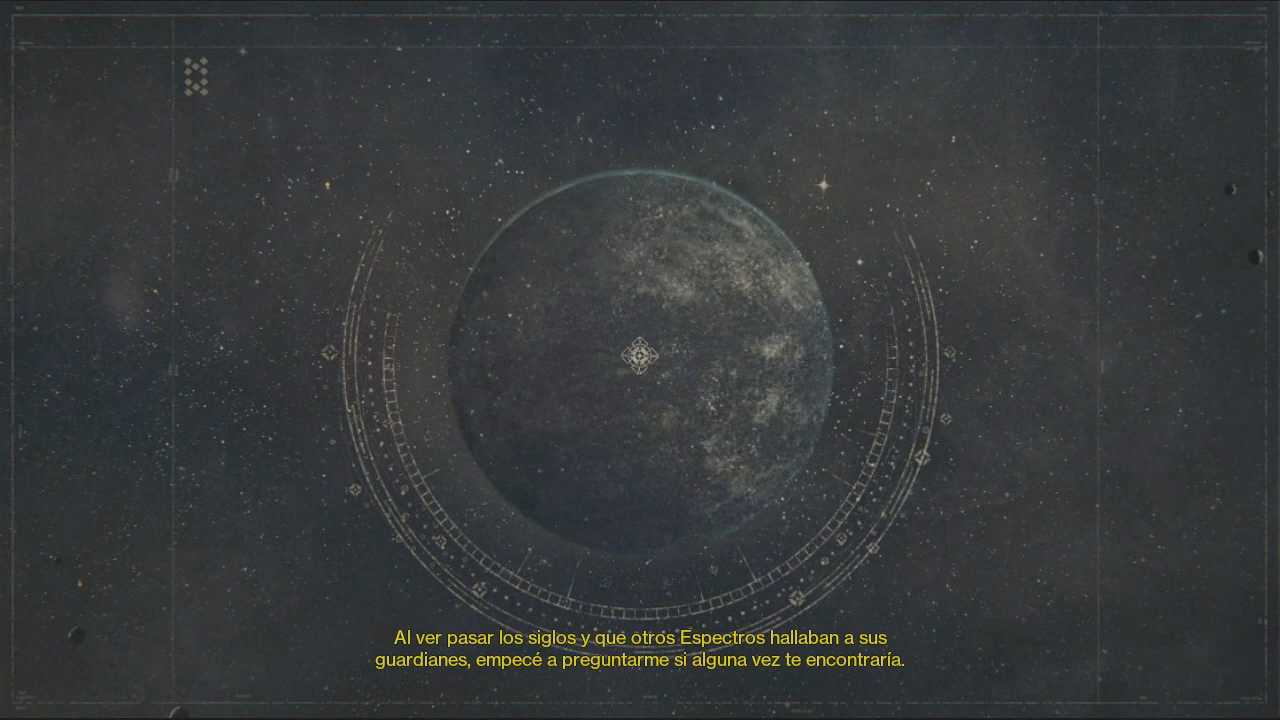 Al ver pasar los siglos y que otros Espectros hallaban a sus
guardianes, empecé a preguntarme si alguna vez te encontraría.